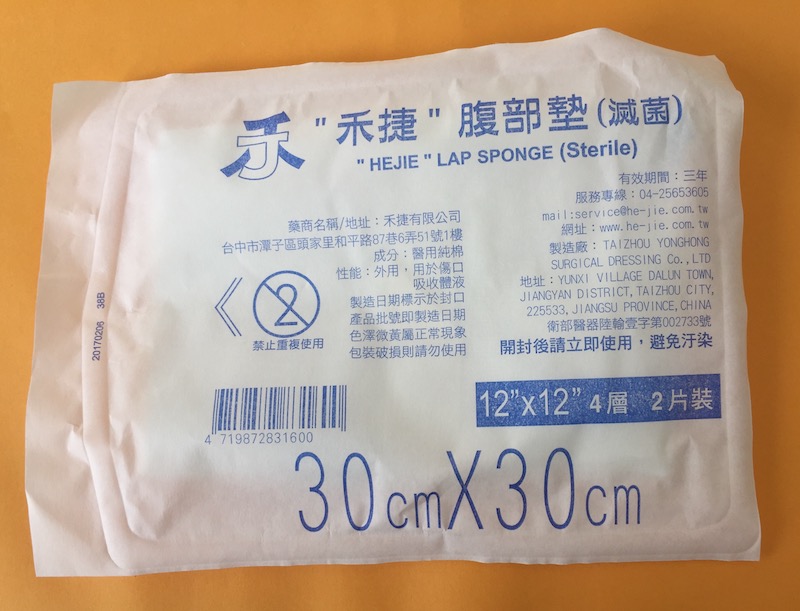 禾J
"禾捷"腹部墊(滅菌)
"HEJIE" LAP SPONGE (Sterile)
有效期間：三年
服務專線：04-25653605
mail:service@he-jie.com.tw
網址：www.he-jie.com.tw
製造廠：TAIZHOU YONGHONG
SURGICAL DRESSING Co.,LTD
地址：YUNXI VILLAGE DALUN TOWN,
JIANGYAN DISTRICT,TAIZHOU CITY,
225533,JIANGSU PROVINCE,CHINA
衛部醫器陸輸壹字第002733號
開封後請立即使用，避免汙染
藥商名稱/地址：禾捷有限公司
台中市潭子區頭家里和平路87巷6弄51號1樓
成分：醫用純棉
性能：外用，用於傷口
吸收體液
製造日期標示於封口
產品批號即製造日期
色澤微黃屬正常現象
包裝破損則請勿使用
2
禁止重複使用
20170206 38B
4 719872831600
12"x12" 4層 2片裝
30cmX30cm